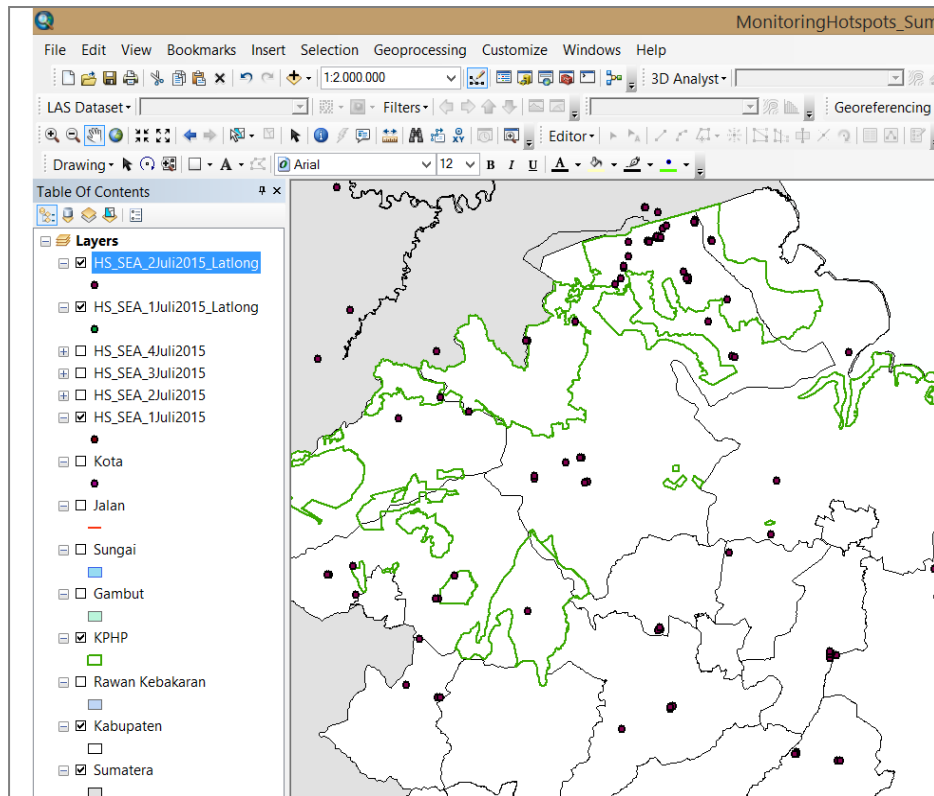 MonitoringHotspots_Sum
File Edit View Bookmarks Insert Selection Geoprocessing Customize Windows Help
1:2.000.000 3D Analyst
LAS Dataset Filters Georeferencing
Editor
Drawing A Arial 12 B I U A
Table Of Contents
Layers
HS_SEA_2Juli2015_Latlong
HS_SEA_1Juli2015_Latlong
HS_SEA_4Juli2015
HS_SEA_3Juli2015
HS_SEA_2Juli2015
HS_SEA_1Juli2015
Kota
Jalan
Sungai
Gambut
KPHP
Rawan Kebakaran
Kabupaten
Sumatera